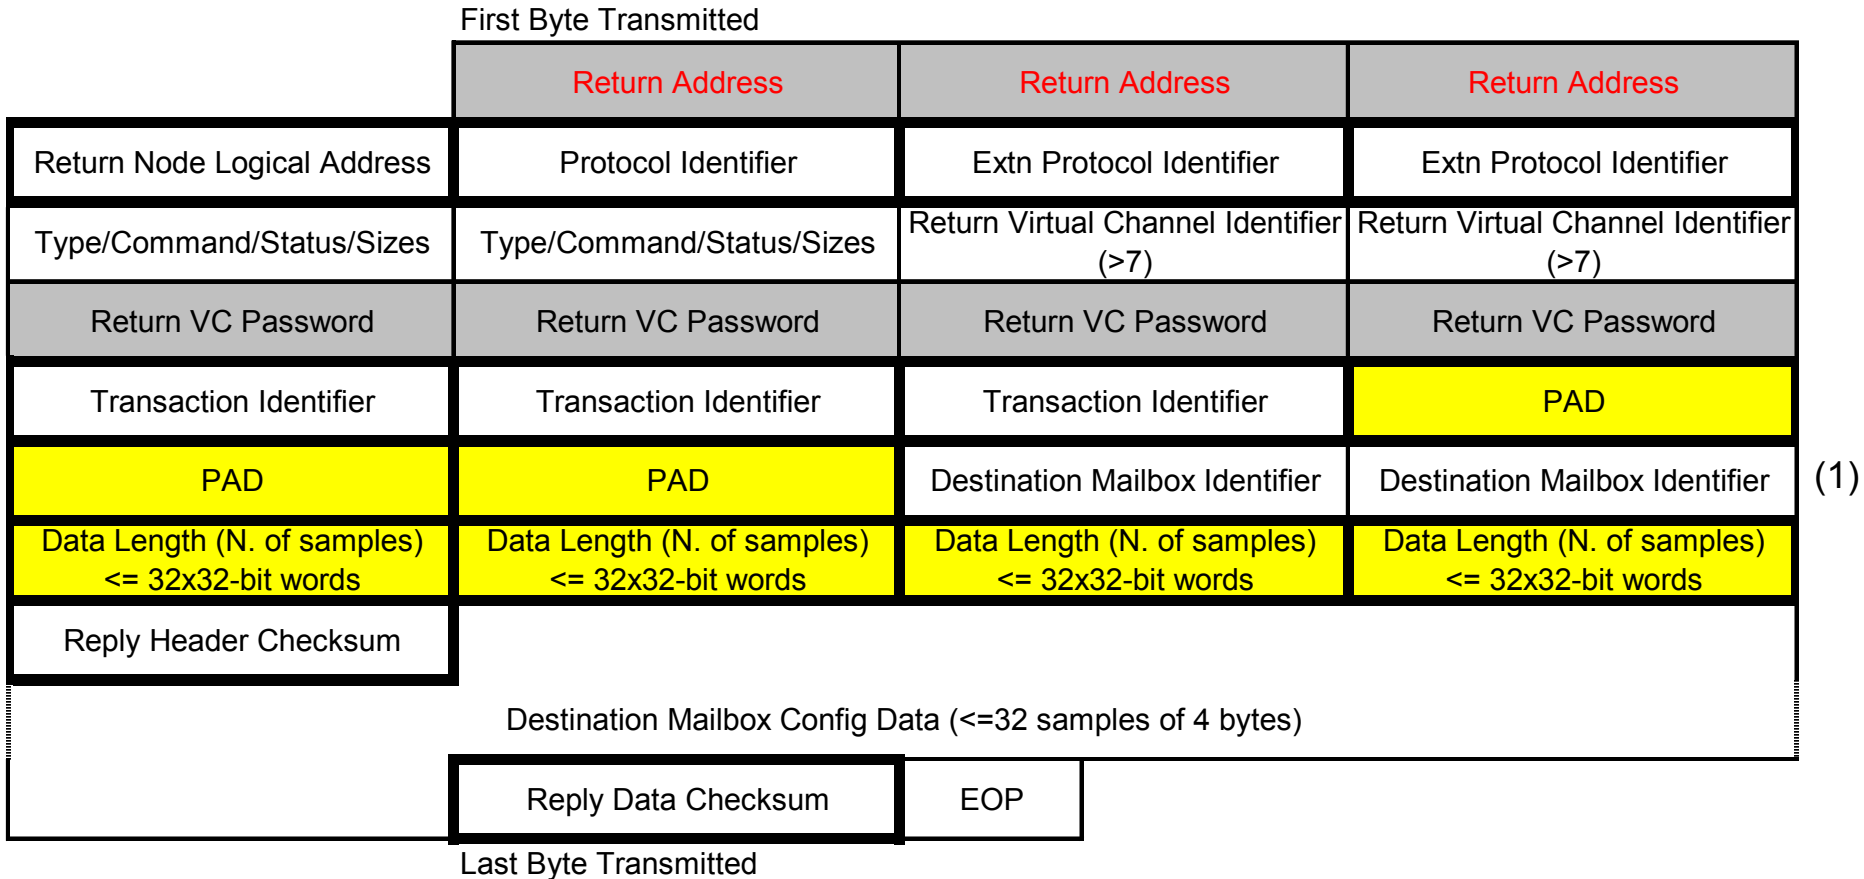 First Byte Transmitted
Return Address Return Address Return Address
Return Node Logical Address Protocol Identifier Extn Protocol Identifier Extn Protocol Identifier
Type/Command/Status/Sizes Type/Command/Status/Sizes Return Virtual Channel Identifier Return Virtual Channel Identifier
(>7) (>7)
Return VC Password Return VC Password Return VC Password Return VC Password
Transaction Identifier Transaction Identifier Transaction Identifier PAD
PAD PAD Destination Mailbox Identifier Destination Mailbox Identifier (1)
Data Length (N. of samples) Data Length (N. of samples) Data Length (N. of samples) Data Length (N. of samples)
<= 32x32-bit words <= 32x32-bit words <= 32x32-bit words <= 32x32-bit words
Reply Header Checksum
Destination Mailbox Config Data (<=32 samples of 4 bytes)
Reply Data Checksum EOP
Last Byte Transmitted